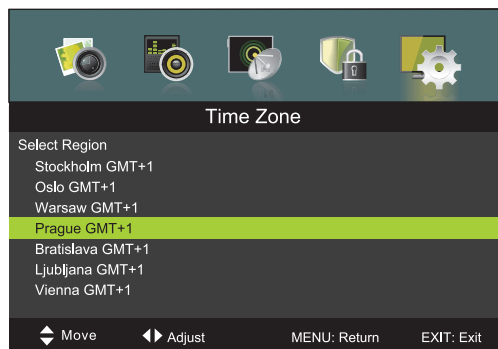 Time Zone
Select Region
Stockholm GMT+1
Oslo GMT+1
Warsaw GMT+1
Prague GMT+1
Bratislava GMT+1
Ljubljana GMT+1
Vienna GMT+1
Move Adjust MENU: Return EXIT: Exit